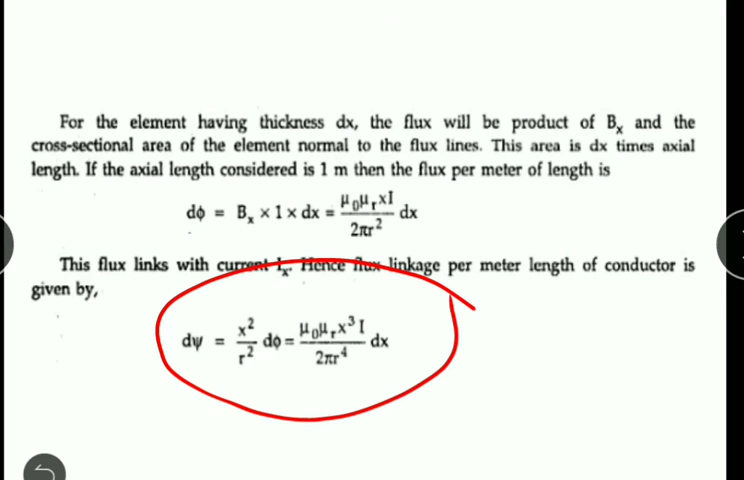 For the element having thickness dx, the flux will be product of Bₓ and the
cross-sectional area of the element normal to the flux lines. This area is dx times axial
length. If the axial length considered is 1 m then the flux per meter of length is
dϕ = Bₓ × 1 × dx = μ₀μᵣxI / 2πr² dx
This flux links with current Iₓ. Hence flux linkage per meter length of conductor is
given by,
dψ = x² / r² dϕ = μ₀μᵣx³I / 2πr⁴ dx